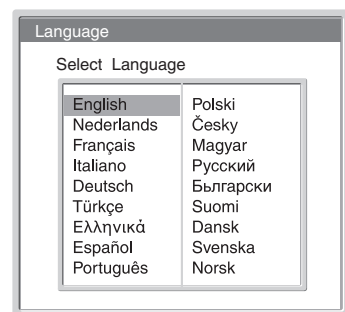 Language
Select Language
English
Nederlands
Français
Italiano
Deutsch
Türkçe
Ελληνικά
Español
Português
Polski
Česky
Magyar
Русский
Бьлгарски
Suomi
Dansk
Svenska
Norsk